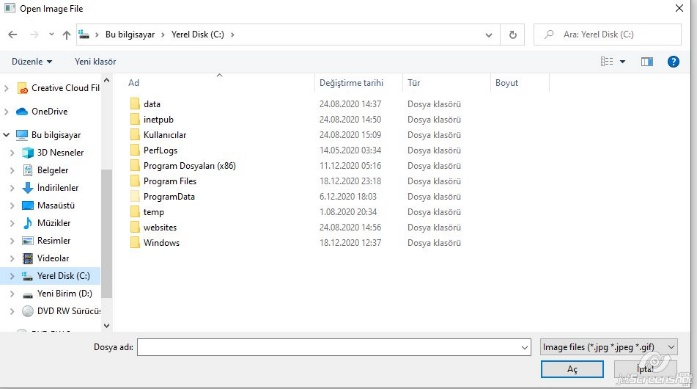 Open Image File
Bu bilgisayar > Yerel Disk (C:) >
Ara: Yerel Disk (C:)
Düzenle
Yeni klasör
Ad Değiştirme tarihi Tür Boyut
Creative Cloud Fil
OneDrive
Bu bilgisayar
3D Nesneler
Belgeler
İndirilenler
Masaüstü
Müzikler
Resimler
Videolar
Yerel Disk (C:)
Yeni Birim (D:)
DVD RW Sürücüs
data 24.08.2020 14:37 Dosya klasörü
inetpub 24.08.2020 14:50 Dosya klasörü
Kullanıcılar 24.08.2020 15:09 Dosya klasörü
PerfLogs 14.05.2020 03:34 Dosya klasörü
Program Dosyaları (x86) 11.12.2020 05:16 Dosya klasörü
Program Files 18.12.2020 23:18 Dosya klasörü
ProgramData 6.12.2020 18:03 Dosya klasörü
temp 1.08.2020 20:34 Dosya klasörü
websites 24.08.2020 14:56 Dosya klasörü
Windows 18.12.2020 12:37 Dosya klasörü
Dosya adı:
Image files (*.jpg *.jpeg *.gif)
Aç
İptal